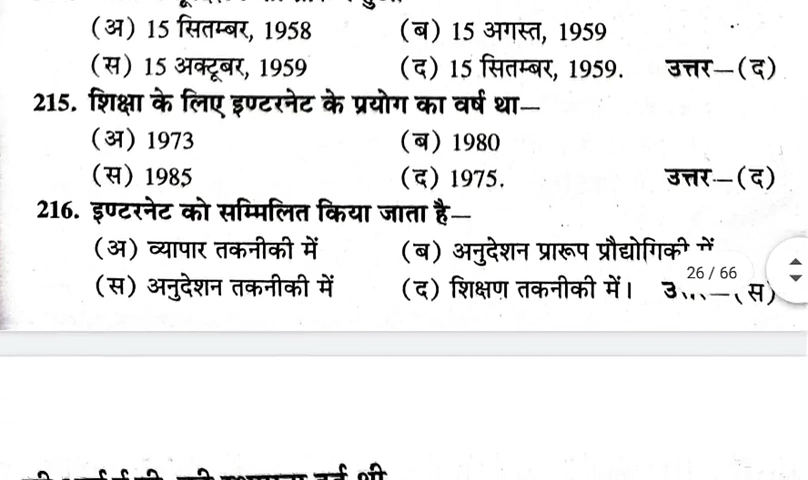 (अ) 15 सितम्बर, 1958 (ब) 15 अगस्त, 1959
(स) 15 अक्टूबर, 1959 (द) 15 सितम्बर, 1959. उत्तर—(द)
215. शिक्षा के लिए इण्टरनेट के प्रयोग का वर्ष था—
(अ) 1973 (ब) 1980
(स) 1985 (द) 1975. उत्तर—(द)
216. इण्टरनेट को सम्मिलित किया जाता है—
(अ) व्यापार तकनीकी में (ब) अनुदेशन प्रारूप प्रौद्योगिकी में
26 / 66
(स) अनुदेशन तकनीकी में (द) शिक्षण तकनीकी में। (स)